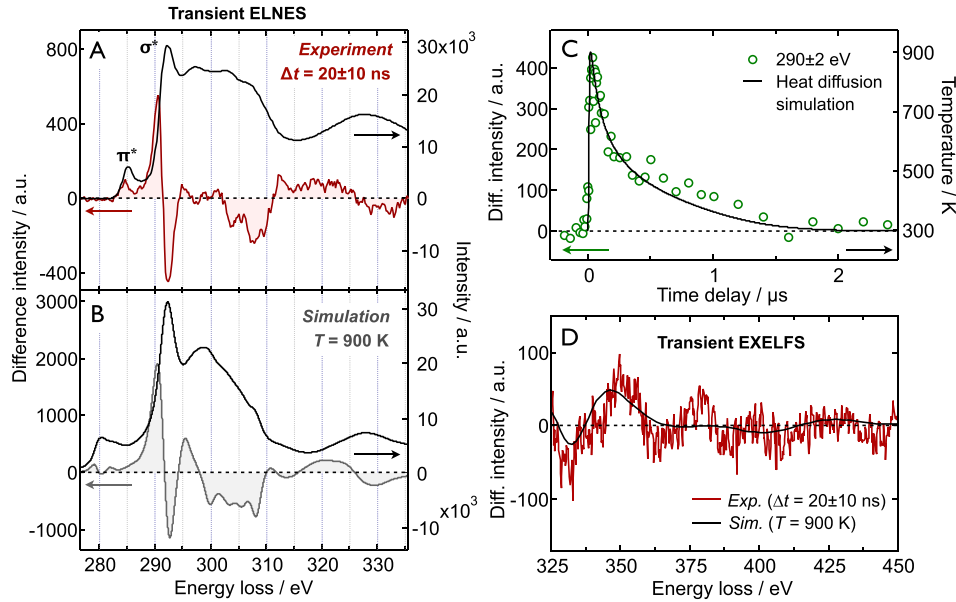 Transient ELNES
A
σ*
π*
Experiment
Δt = 20±10 ns
800
400
0
-400
30x10³
20
10
0
-10
Difference intensity / a.u.
Intensity / a.u.
B
Simulation
T = 900 K
3000
2000
1000
0
-1000
30
20
10
0
-10
x10³
280
290
300
310
320
330
Energy loss / eV
C
290±2 eV
Heat diffusion
simulation
400
300
200
100
0
900
700
500
300
Diff. intensity / a.u.
Temperature / K
0
1
2
Time delay / μs
D
Transient EXELFS
100
0
-100
Diff. intensity / a.u.
Exp. (Δt = 20±10 ns)
Sim. (T = 900 K)
325
350
375
400
425
450
Energy loss / eV